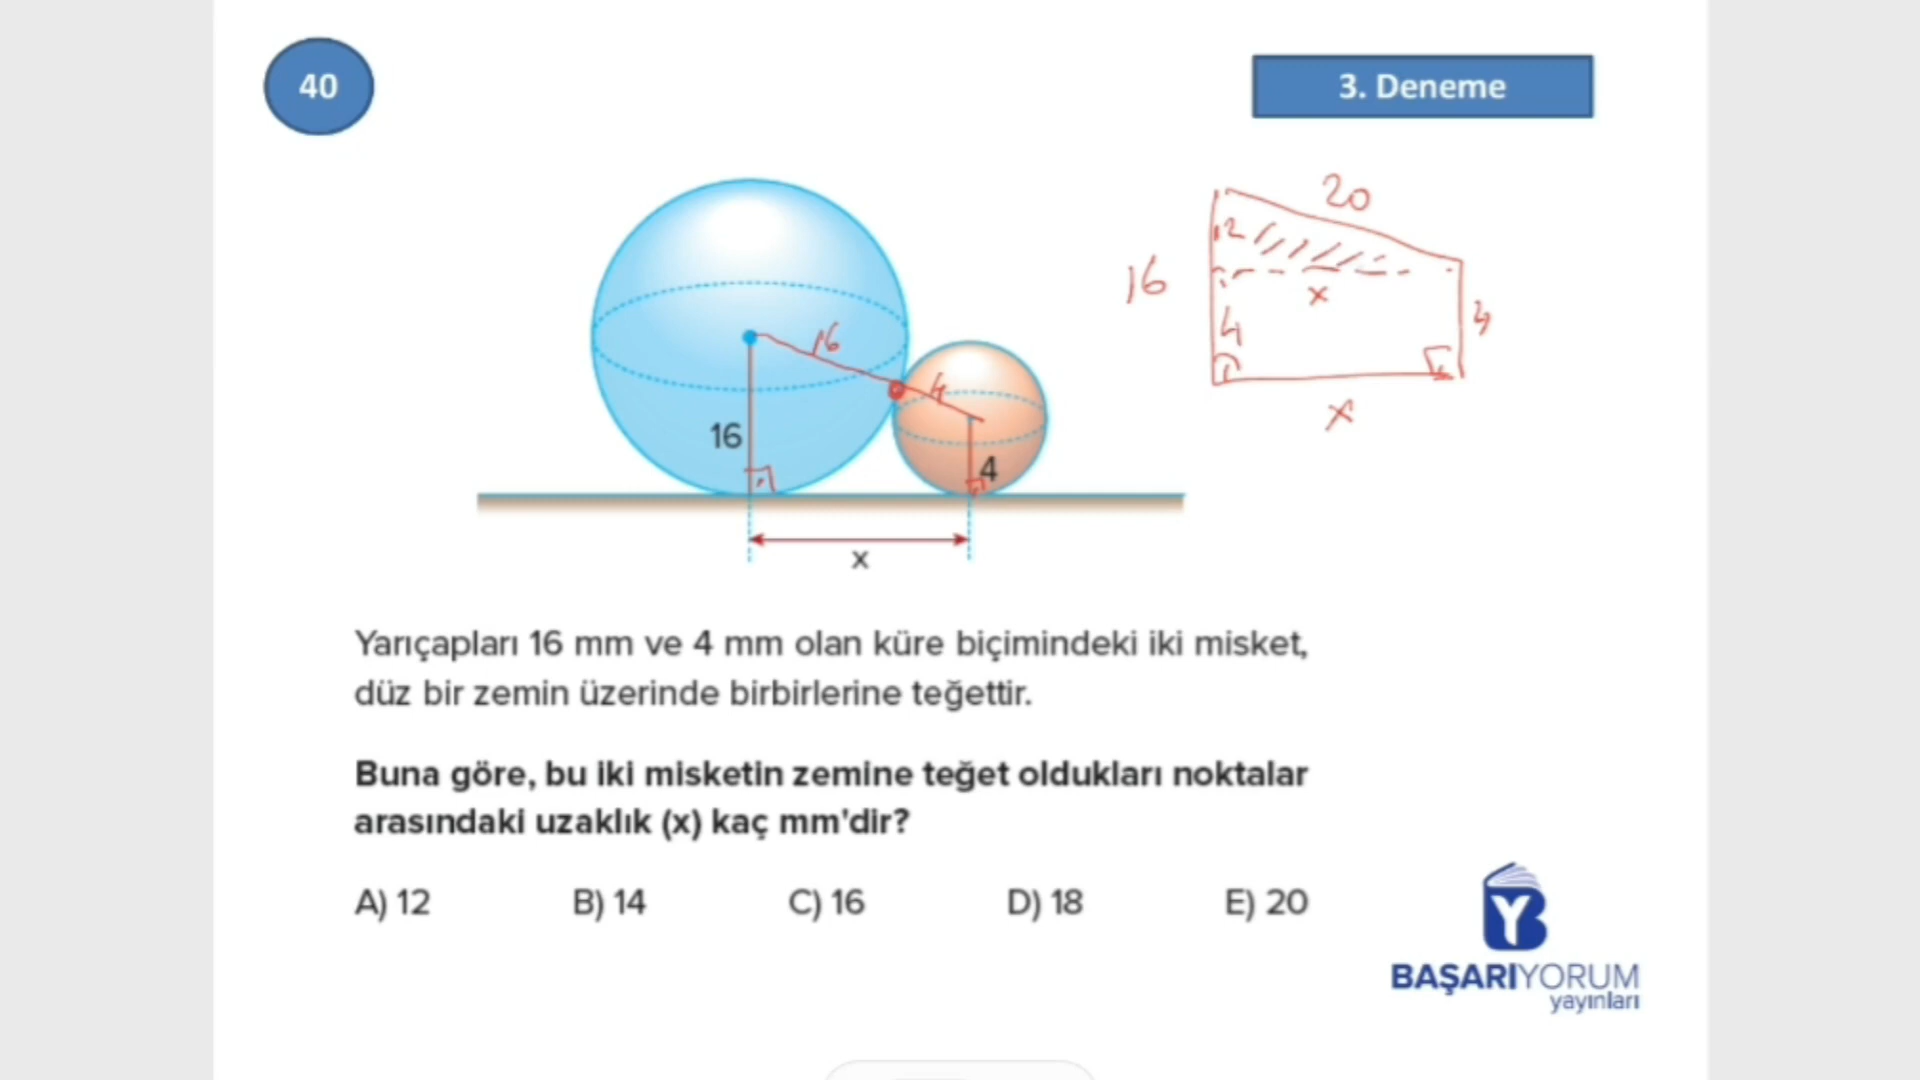 40
3. Deneme
20
12
16
x
4
4
x
16
4
16
4
x
Yarıçapları 16 mm ve 4 mm olan küre biçimindeki iki misket,
düz bir zemin üzerinde birbirlerine teğettir.
Buna göre, bu iki misketin zemine teğet oldukları noktalar
arasındaki uzaklık (x) kaç mm'dir?
A) 12 B) 14 C) 16 D) 18 E) 20
BY
BAŞARIYORUM
yayınları